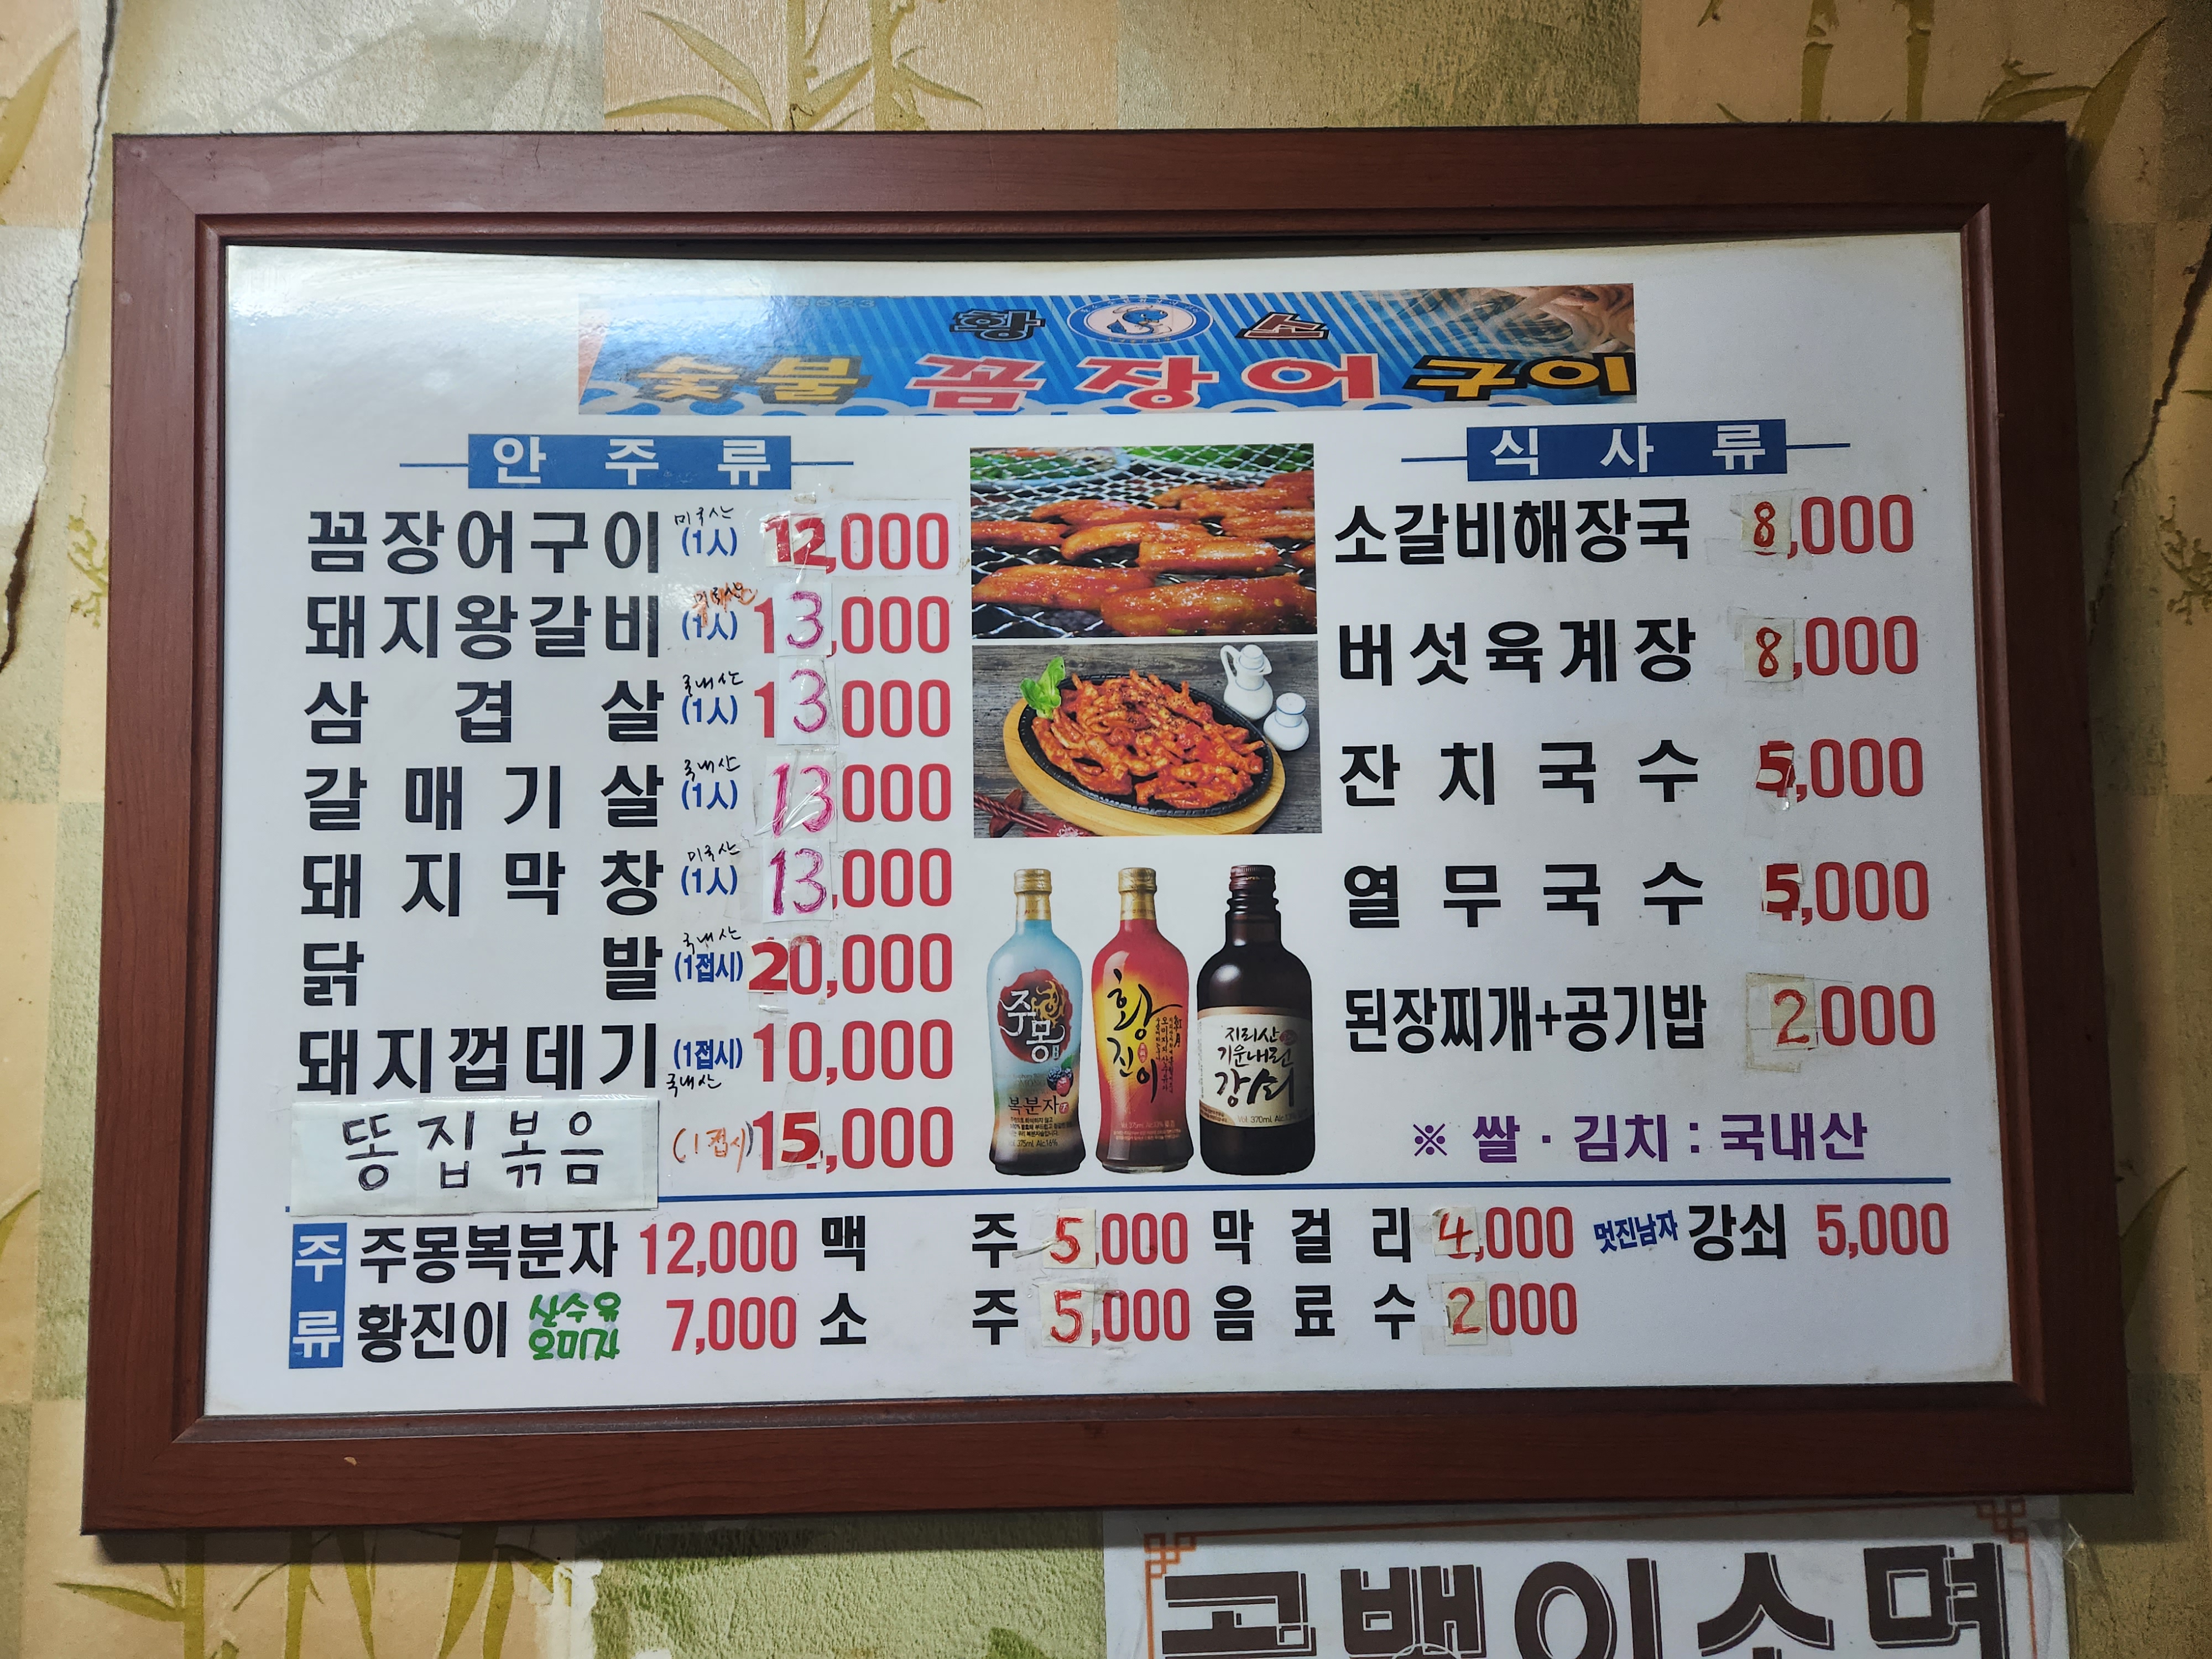 황 소
숯불 꼼장어구이
안주류
꼼장어구이 미국산 (1人) 12,000
돼지왕갈비 (1人) 13,000
삼겹살 국내산 (1人) 13,000
갈매기살 국내산 (1人) 13,000
돼지막창 미국산 (1人) 13,000
닭발 국내산 (1접시) 20,000
돼지껍데기 (1접시) 국내산 10,000
똥집볶음 (1접시) 15,000
주몽
복분자
375ml Alc.16%
황진이
지리산
기운내린
강쇠
Vol. 370ml, Alc.
식사류
소갈비해장국 8,000
버섯육계장 8,000
잔치국수 5,000
열무국수 5,000
된장찌개+공기밥 2000
※ 쌀 · 김치 : 국내산
주류
주몽복분자 12,000 맥주 5,000 막걸리 4,000 멋진남자 강쇠 5,000
황진이 산수유 오미자 7,000 소주 5,000 음료수 2000
골뱅이소면